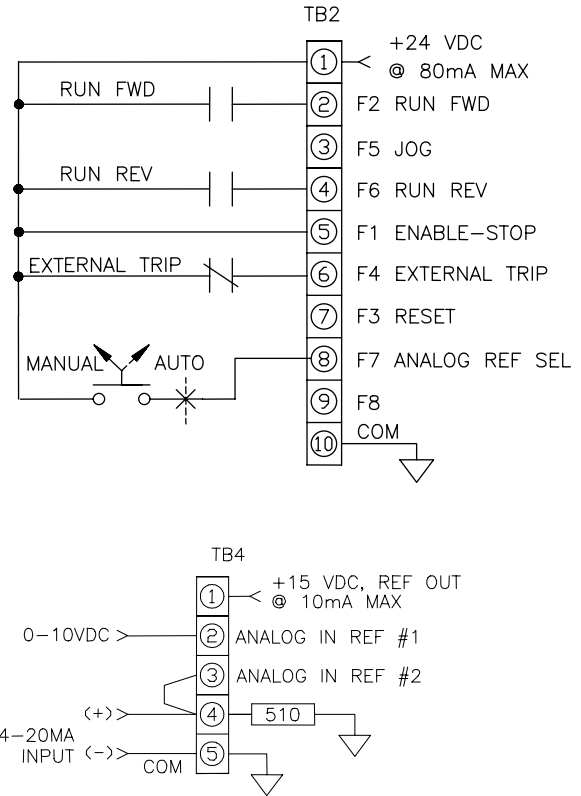 TB2
+24 VDC
@ 80mA MAX
1
RUN FWD
2 F2 RUN FWD
3 F5 JOG
RUN REV
4 F6 RUN REV
5 F1 ENABLE-STOP
EXTERNAL TRIP
6 F4 EXTERNAL TRIP
7 F3 RESET
MANUAL AUTO
8 F7 ANALOG REF SEL
9 F8
10 COM
TB4
1 +15 VDC, REF OUT
@ 10mA MAX
0-10VDC 2 ANALOG IN REF #1
3 ANALOG IN REF #2
(+) 4 510
4-20MA
INPUT (-) COM 5